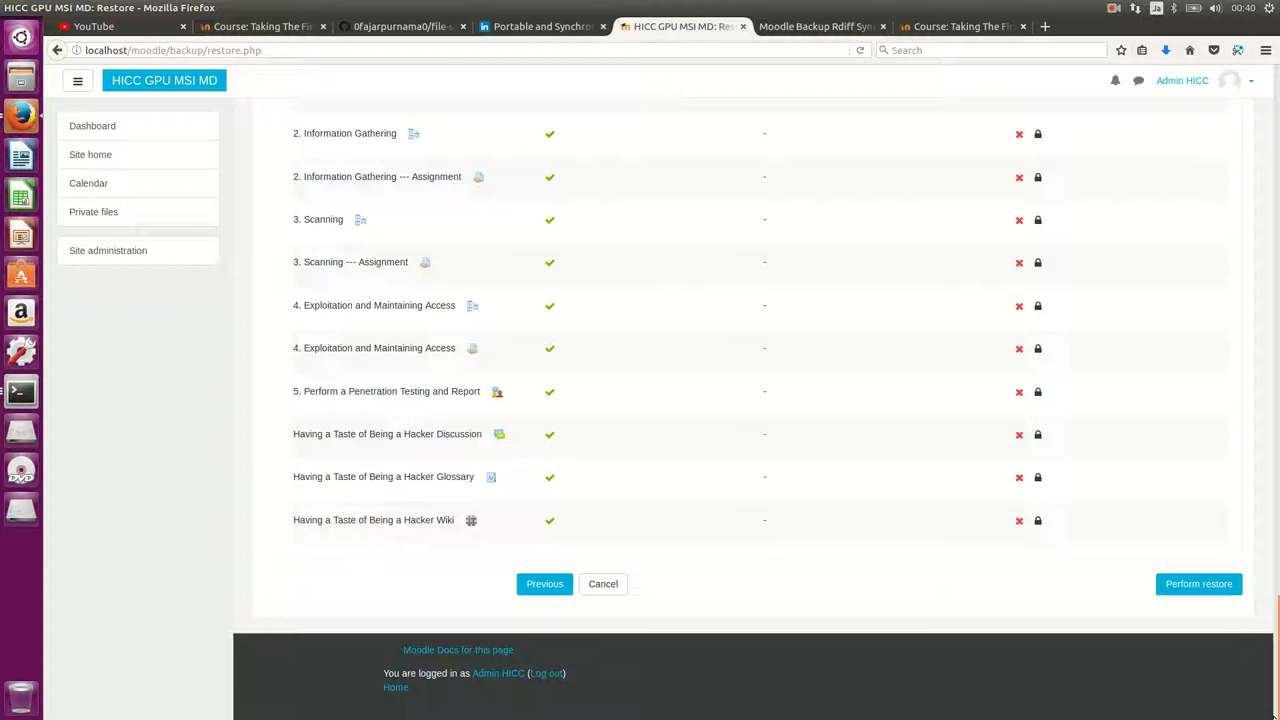 HICC GPU MSI MD: Restore - Mozilla Firefox
Ja
00:40
YouTube
Course: Taking The F
0fajarpurnama0/file-s
Portable and Synchro
HICC GPU MSI MD: Res
Moodle Backup Rdiff Syn
Course: Taking The F
localhost/moodle/backup/restore.php
Search
HICC GPU MSI MD
Admin HICC
Dashboard
Site home
Calendar
Private files
Site administration
2. Information Gathering -
2. Information Gathering --- Assignment -
3. Scanning -
3. Scanning --- Assignment -
4. Exploitation and Maintaining Access -
4. Exploitation and Maintaining Access -
5. Perform a Penetration Testing and Report -
Having a Taste of Being a Hacker Discussion -
Having a Taste of Being a Hacker Glossary -
Having a Taste of Being a Hacker Wiki -
Previous
Cancel
Perform restore
Moodle Docs for this page
You are logged in as Admin HICC (Log out)
Home